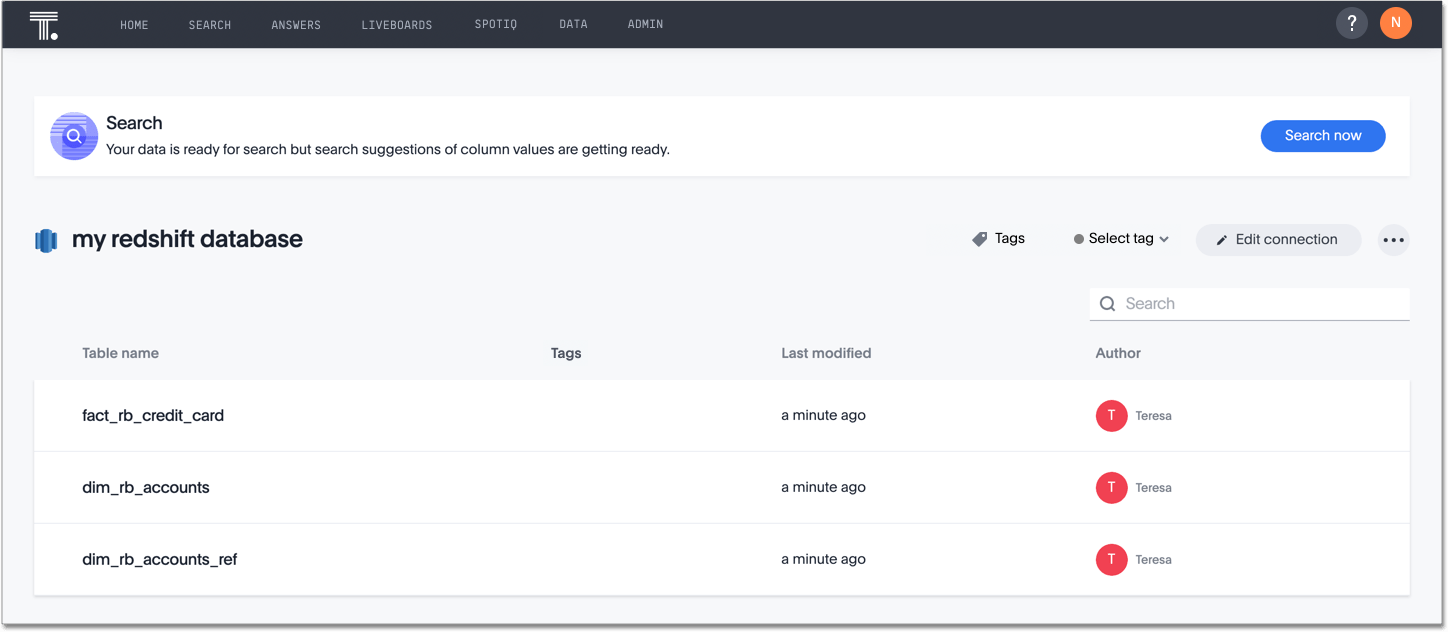 T.
HOME SEARCH ANSWERS LIVEBOARDS SPOTIQ DATA ADMIN ? N
Search
Your data is ready for search but search suggestions of column values are getting ready.
Search now
my redshift database
Tags Select tag Edit connection
Search
Table name Tags Last modified Author
fact_rb_credit_card a minute ago T Teresa
dim_rb_accounts a minute ago T Teresa
dim_rb_accounts_ref a minute ago T Teresa